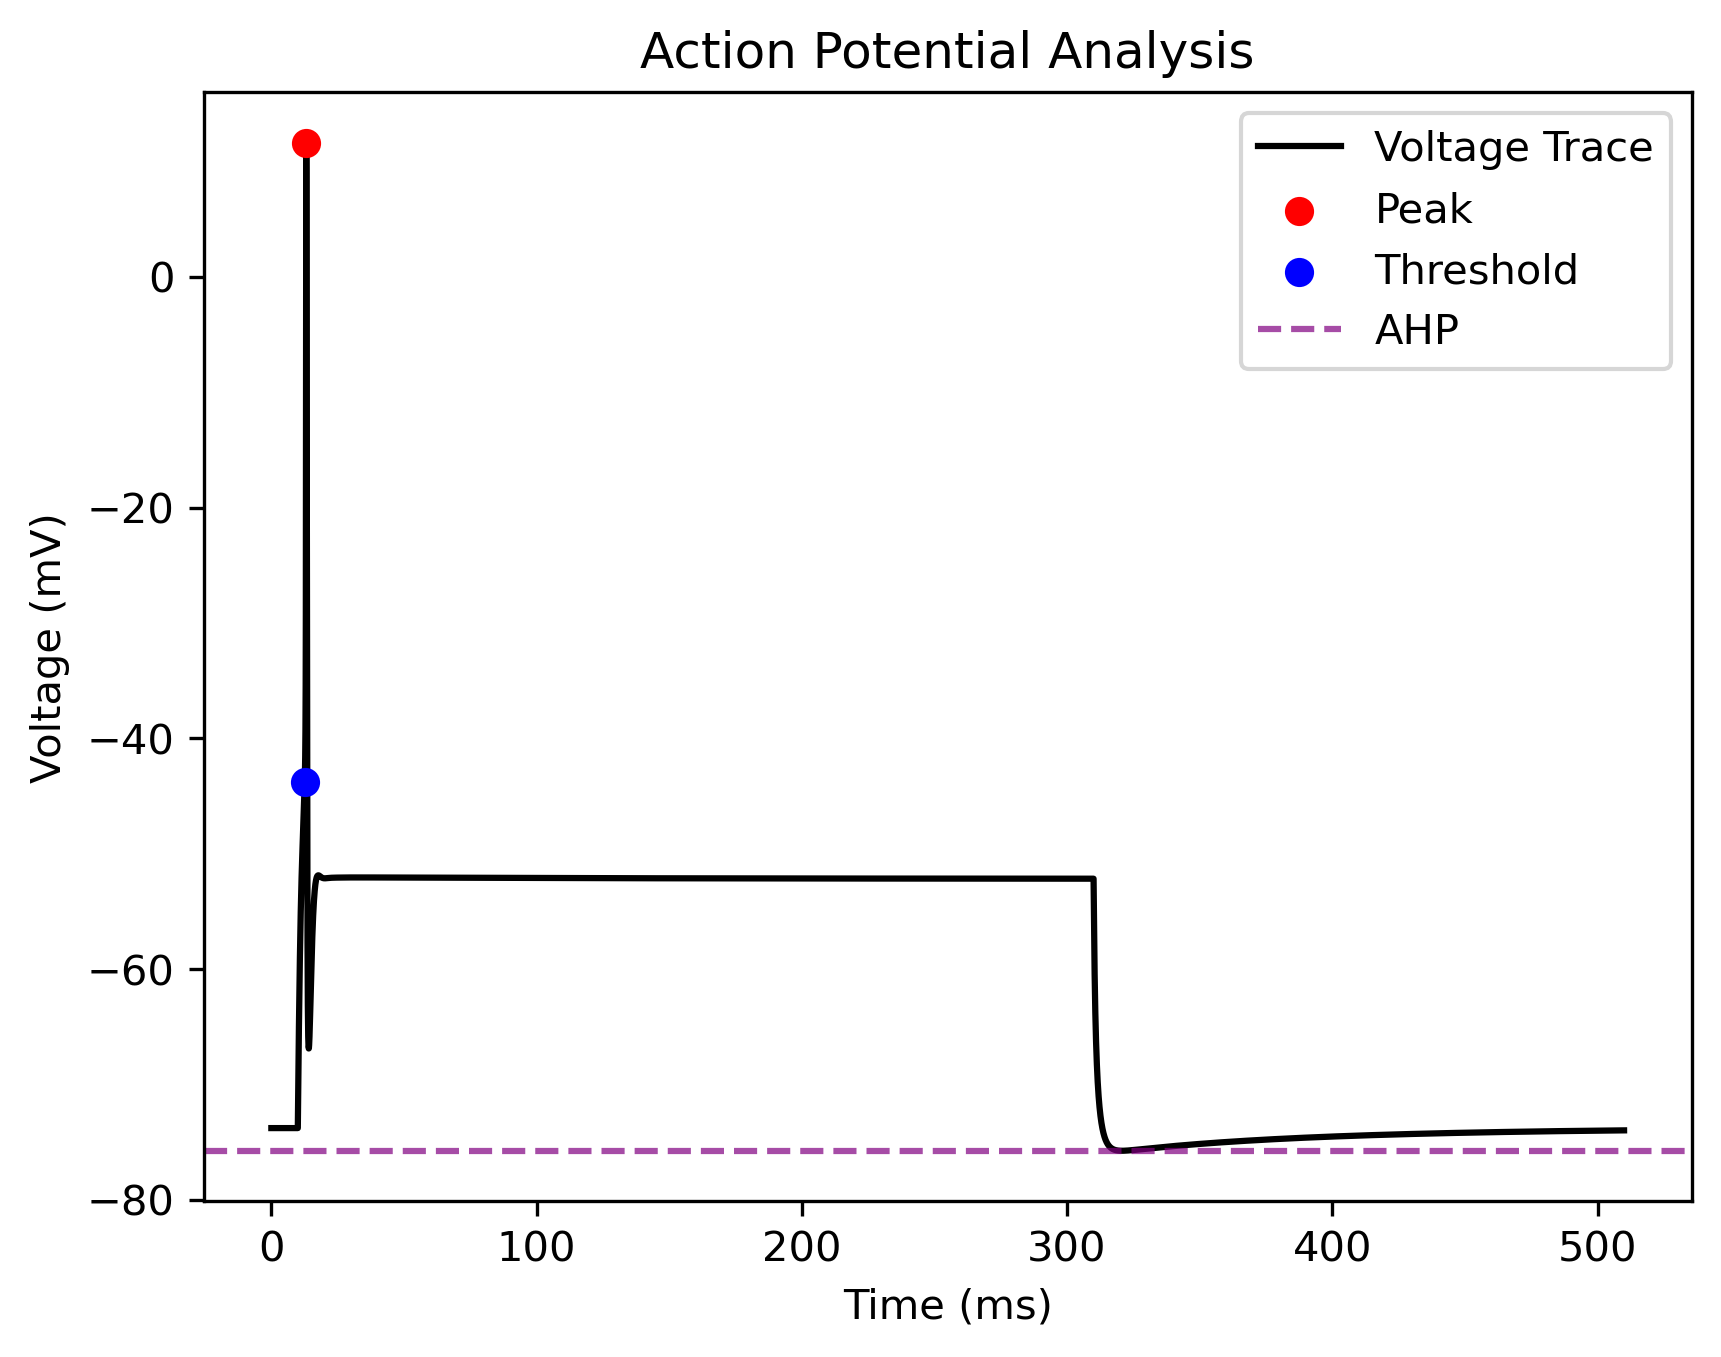 Action Potential Analysis
Voltage Trace
Peak
Threshold
AHP
Voltage (mV)
0
−20
−40
−60
−80
0 100 200 300 400 500
Time (ms)